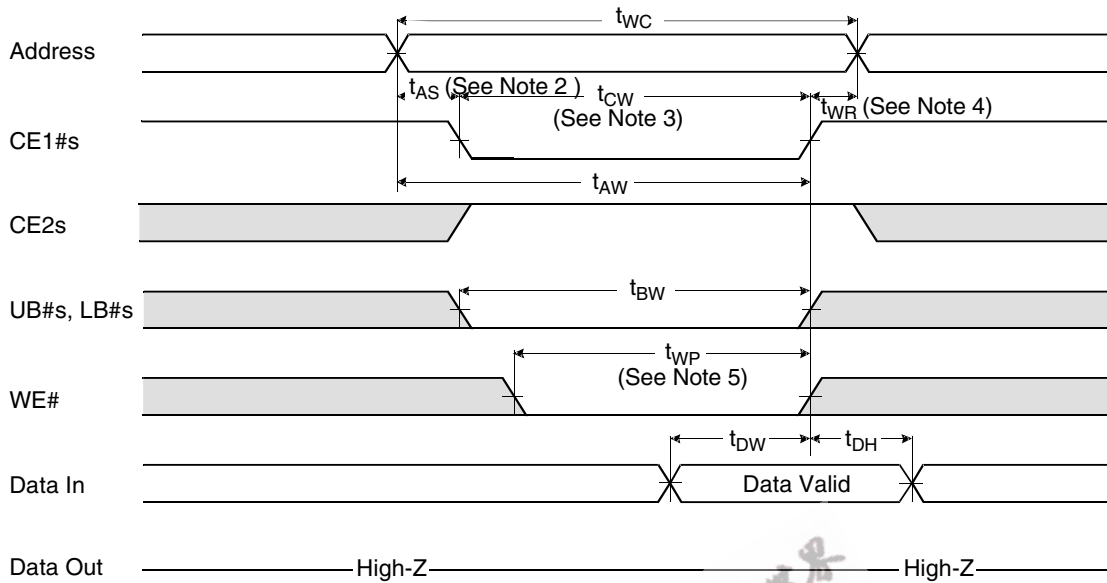 tWC
Address
tAS (See Note 2 )
tCW
(See Note 3)
tWR (See Note 4)
CE1#s
tAW
CE2s
tBW
UB#s, LB#s
tWP
(See Note 5)
WE#
tDW
tDH
Data In
Data Valid
Data Out
High-Z
High-Z